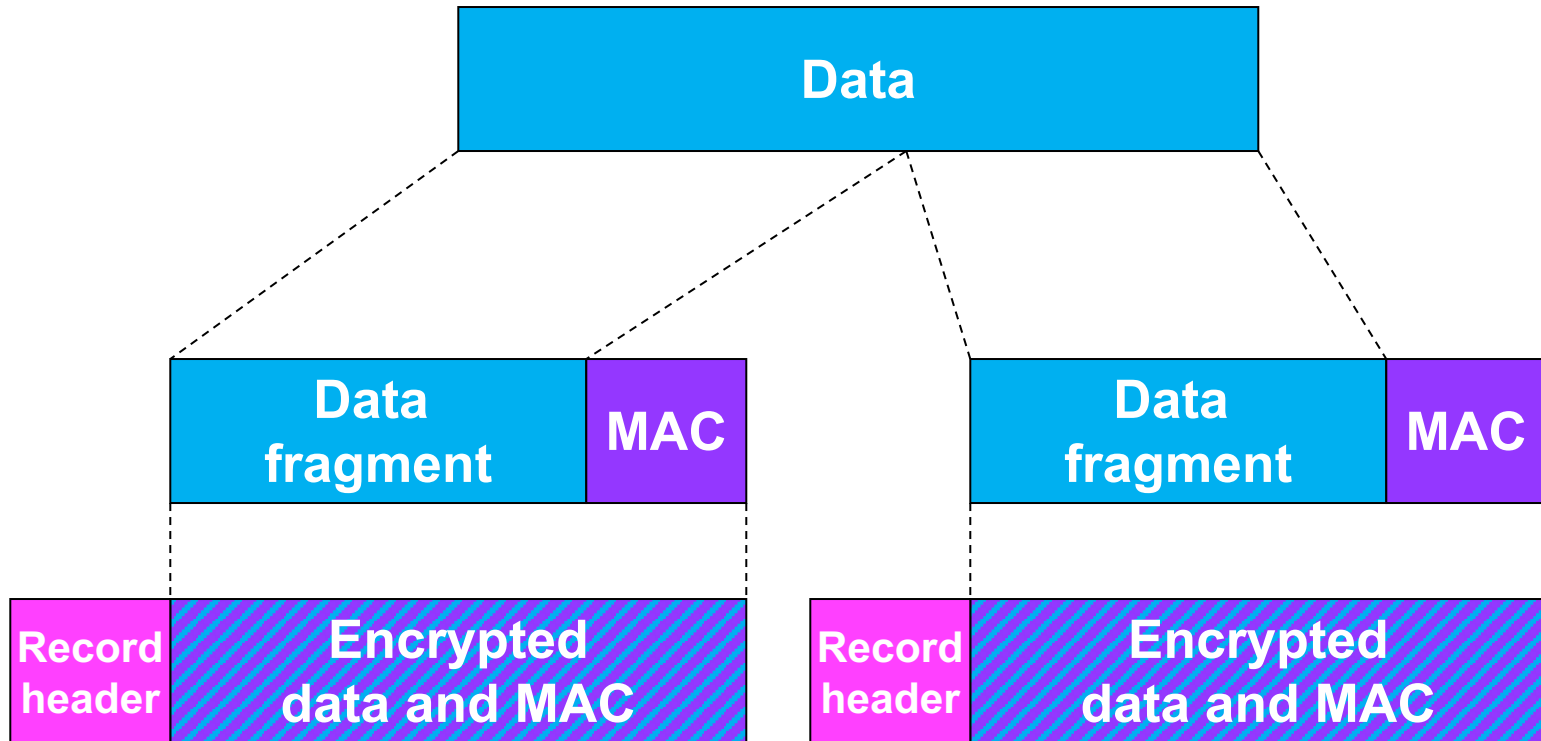 Data
Data
fragment
MAC
Data
fragment
MAC
Record
header
Encrypted
data and MAC
Record
header
Encrypted
data and MAC